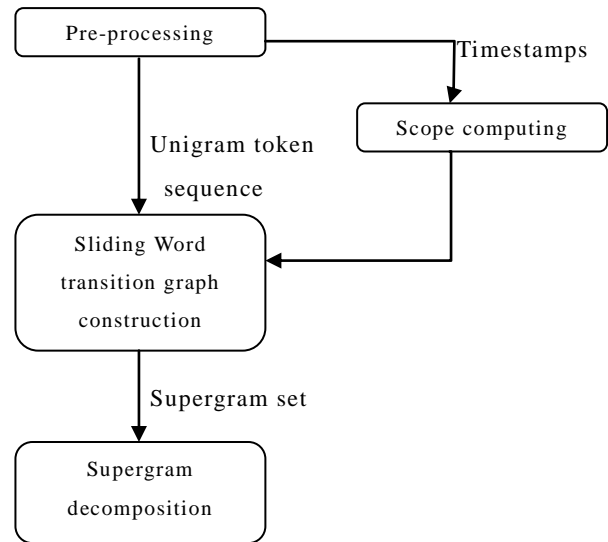 Pre-processing
Timestamps
Scope computing
Unigram token
sequence
Sliding Word
transition graph
construction
Supergram set
Supergram
decomposition